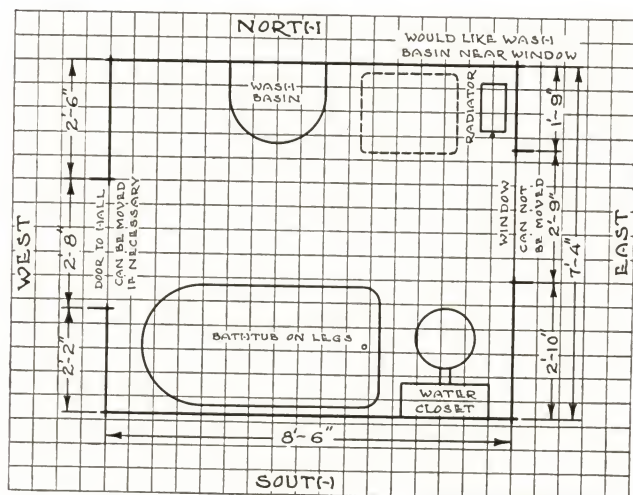 NORTH
WOULD LIKE WASH
BASIN NEAR WINDOW
WASH
BASIN
RADIATOR
2'-6"
1'-9"
WEST
2'-8"
DOOR TO HALL
CAN BE MOVED
IF NECESSARY
WINDOW
CAN NOT
BE MOVED
2'-9"
7'-4"
EAST
2'-2"
BATHTUB ON LEGS
WATER
CLOSET
2'-10"
8'-6"
SOUTH